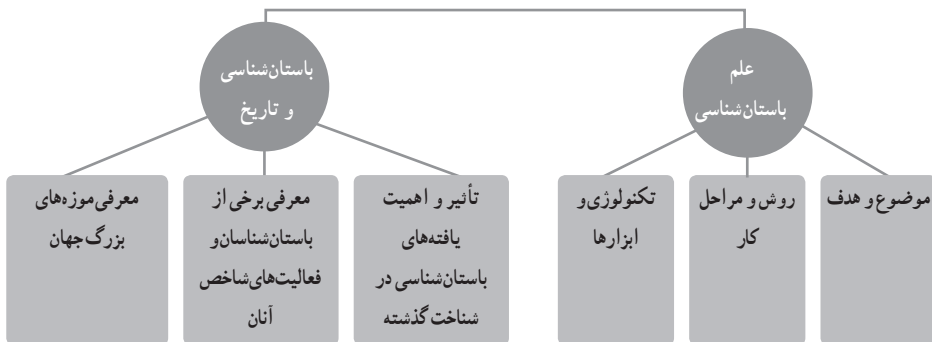 علم
باستان‌شناسی
موضوع و هدف
روش و مراحل
کار
تکنولوژی و
ابزارها
باستان‌شناسی
و تاریخ
تأثیر و اهمیت
یافته‌های
باستان‌شناسی در
شناخت گذشته
معرفی برخی از
باستان‌شناسان و
فعالیت‌های شاخص
آنان
معرفی موزه‌های
بزرگ جهان